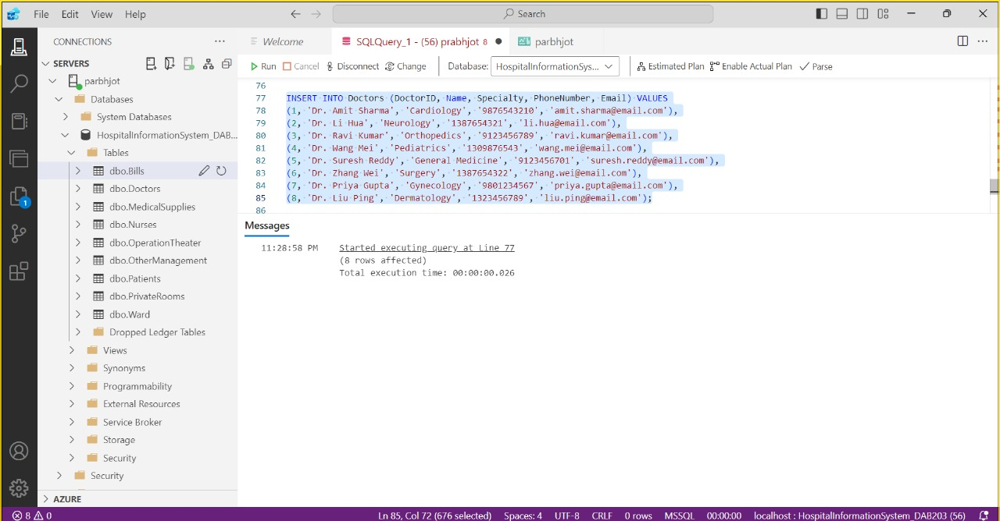 File Edit View Help
Search
CONNECTIONS
SERVERS
parbhjot
Databases
System Databases
HospitalInformationSystem_DAB...
Tables
dbo.Bills
dbo.Doctors
dbo.MedicalSupplies
dbo.Nurses
dbo.OperationTheater
dbo.OtherManagement
dbo.Patients
dbo.PrivateRooms
dbo.Ward
Dropped Ledger Tables
Views
Synonyms
Programmability
External Resources
Service Broker
Storage
Security
Security
AZURE
1
Welcome SQLQuery_1 - (56) prabhjot 8 parbhjot
Run Cancel Disconnect Change Database: HospitalInformationSys... Estimated Plan Enable Actual Plan Parse
76
77 INSERT INTO Doctors (DoctorID, Name, Specialty, PhoneNumber, Email) VALUES
78 (1, 'Dr. Amit Sharma', 'Cardiology', '9876543210', 'amit.sharma@email.com'),
79 (2, 'Dr. Li Hua', 'Neurology', '1387654321', 'li.hua@email.com'),
80 (3, 'Dr. Ravi Kumar', 'Orthopedics', '9123456789', 'ravi.kumar@email.com'),
81 (4, 'Dr. Wang Mei', 'Pediatrics', '1309876543', 'wang.mei@email.com'),
82 (5, 'Dr. Suresh Reddy', 'General Medicine', '9123456701', 'suresh.reddy@email.com'),
83 (6, 'Dr. Zhang Wei', 'Surgery', '1387654322', 'zhang.wei@email.com'),
84 (7, 'Dr. Priya Gupta', 'Gynecology', '9801234567', 'priya.gupta@email.com'),
85 (8, 'Dr. Liu Ping', 'Dermatology', '1323456789', 'liu.ping@email.com');
86
Messages
11:28:58 PM Started executing query at Line 77
(8 rows affected)
Total execution time: 00:00:00.026
8 0 Ln 85, Col 72 (676 selected) Spaces: 4 UTF-8 CRLF 0 rows MSSQL 00:00:00 localhost : HospitalInformationSystem_DAB203 (56)